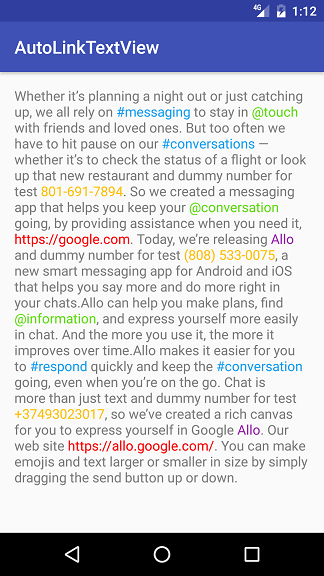 4G 1:12
AutoLinkTextView
Whether it's planning a night out or just catching
up, we all rely on #messaging to stay in @touch
with friends and loved ones. But too often we
have to hit pause on our #conversations —
whether it's to check the status of a flight or look
up that new restaurant and dummy number for
test 801-691-7894. So we created a messaging
app that helps you keep your @conversation
going, by providing assistance when you need it,
https://google.com. Today, we're releasing Allo
and dummy number for test (808) 533-0075, a
new smart messaging app for Android and iOS
that helps you say more and do more right in
your chats.Allo can help you make plans, find
@information, and express yourself more easily
in chat. And the more you use it, the more it
improves over time.Allo makes it easier for you
to #respond quickly and keep the #conversation
going, even when you're on the go. Chat is
more than just text and dummy number for test
+37493023017, so we've created a rich canvas
for you to express yourself in Google Allo. Our
web site https://allo.google.com/. You can make
emojis and text larger or smaller in size by simply
dragging the send button up or down.